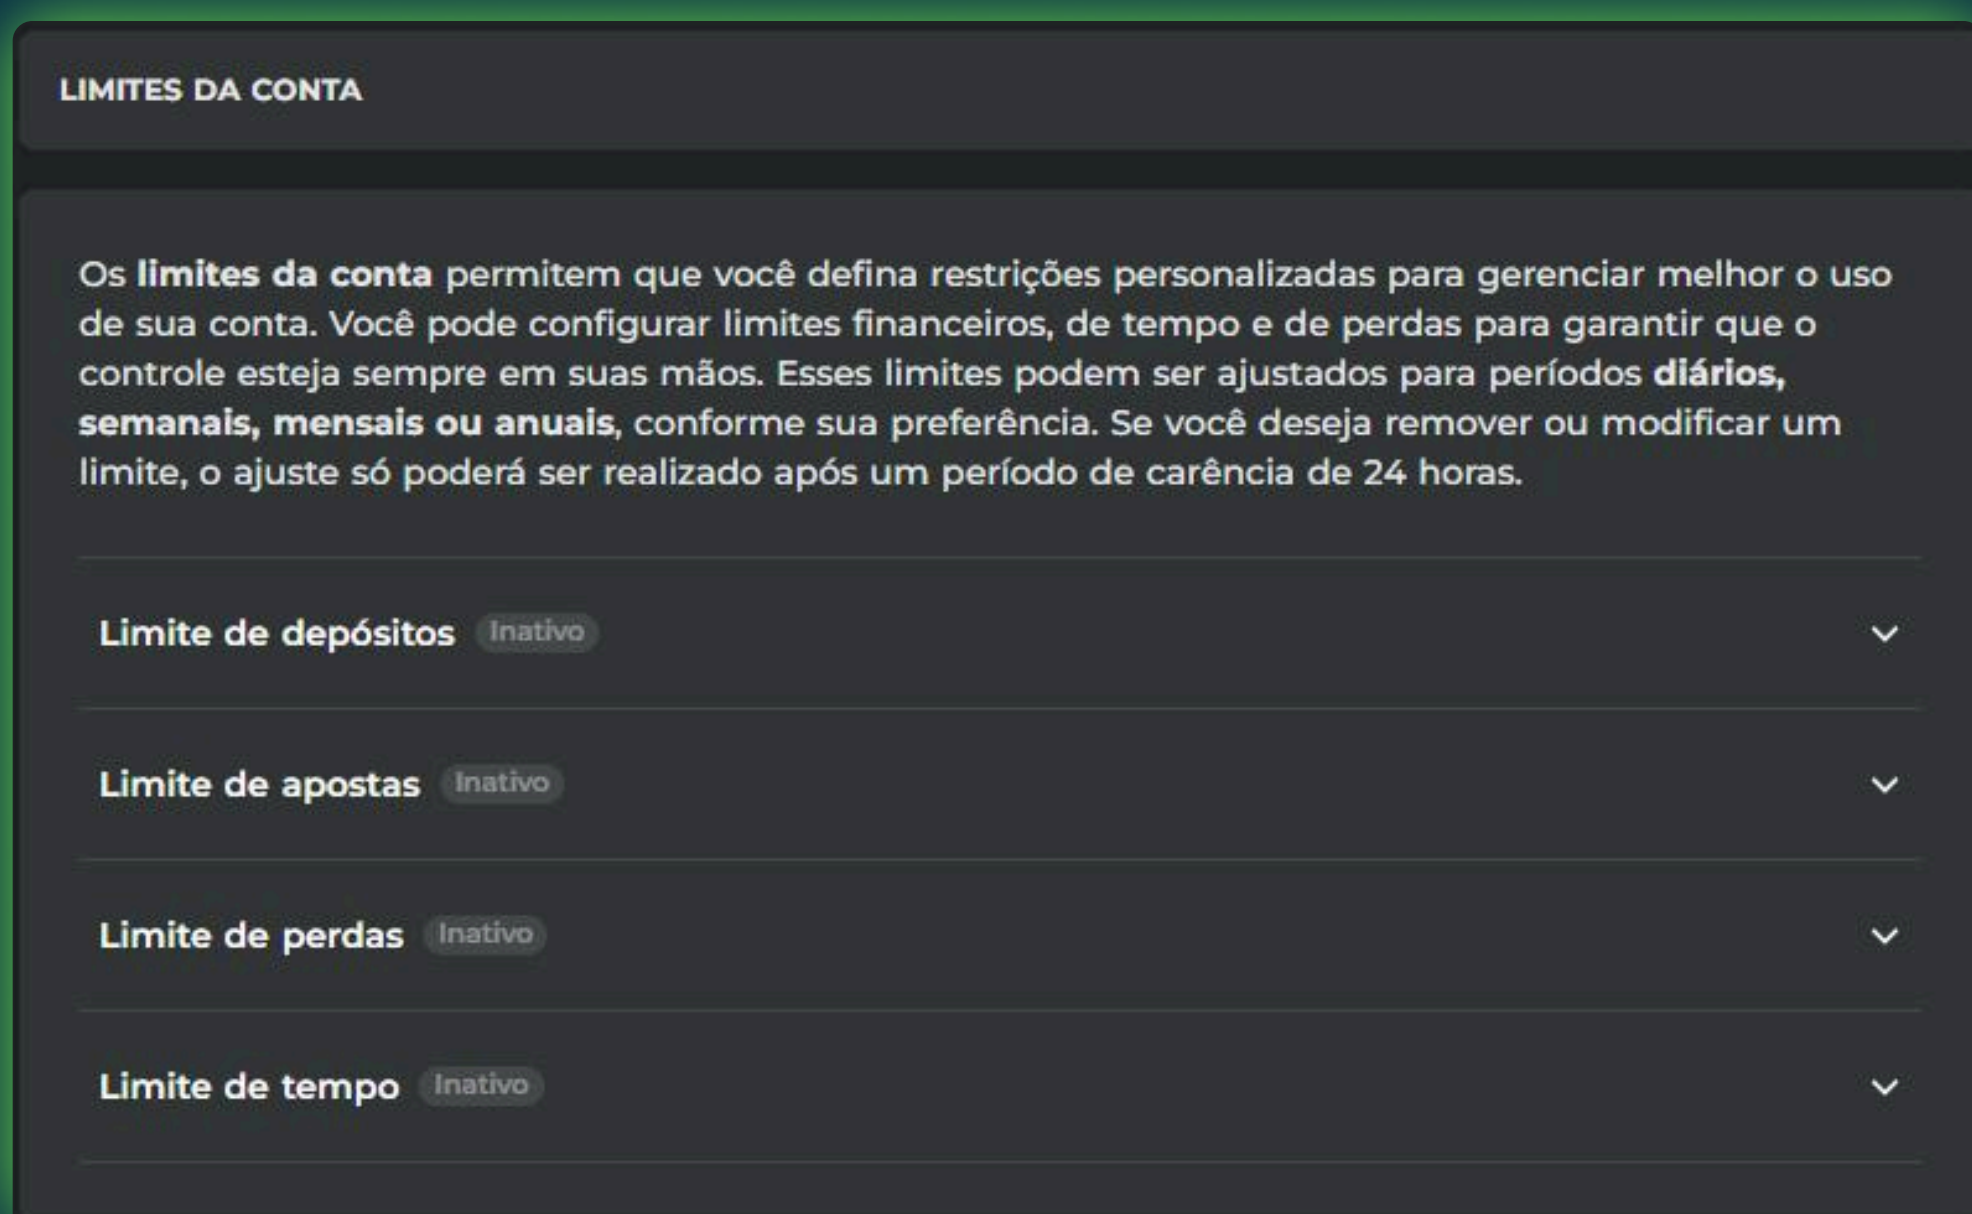 LIMITES DA CONTA
Os limites da conta permitem que você defina restrições personalizadas para gerenciar melhor o uso
de sua conta. Você pode configurar limites financeiros, de tempo e de perdas para garantir que o
controle esteja sempre em suas mãos. Esses limites podem ser ajustados para períodos diários,
semanais, mensais ou anuais, conforme sua preferência. Se você deseja remover ou modificar um
limite, o ajuste só poderá ser realizado após um período de carência de 24 horas.
Limite de depósitos Inativo
Limite de apostas Inativo
Limite de perdas Inativo
Limite de tempo Inativo